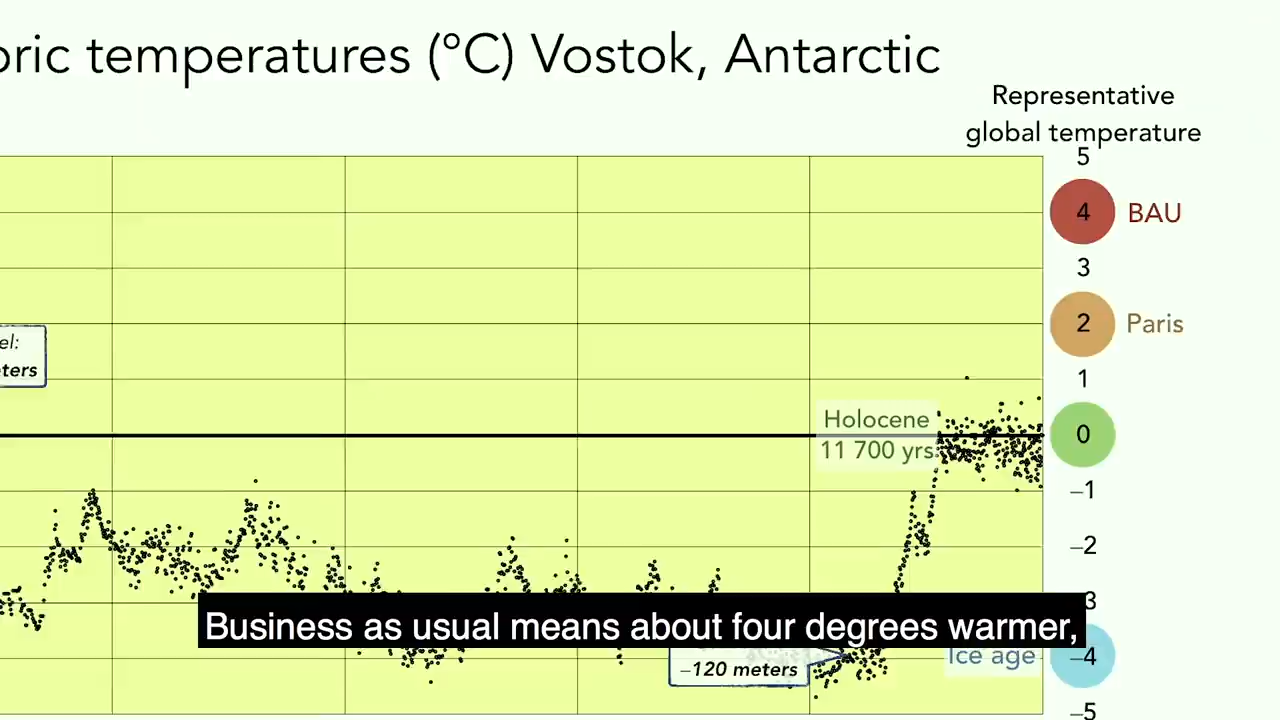 oric temperatures (°C) Vostok, Antarctic
Representative
global temperature
5
4 BAU
3
el:
2 Paris
ters
1
Holocene
0
11 700 yrs
–1
–2
3
Business as usual means about four degrees warmer,
Ice age –4
–120 meters
–5